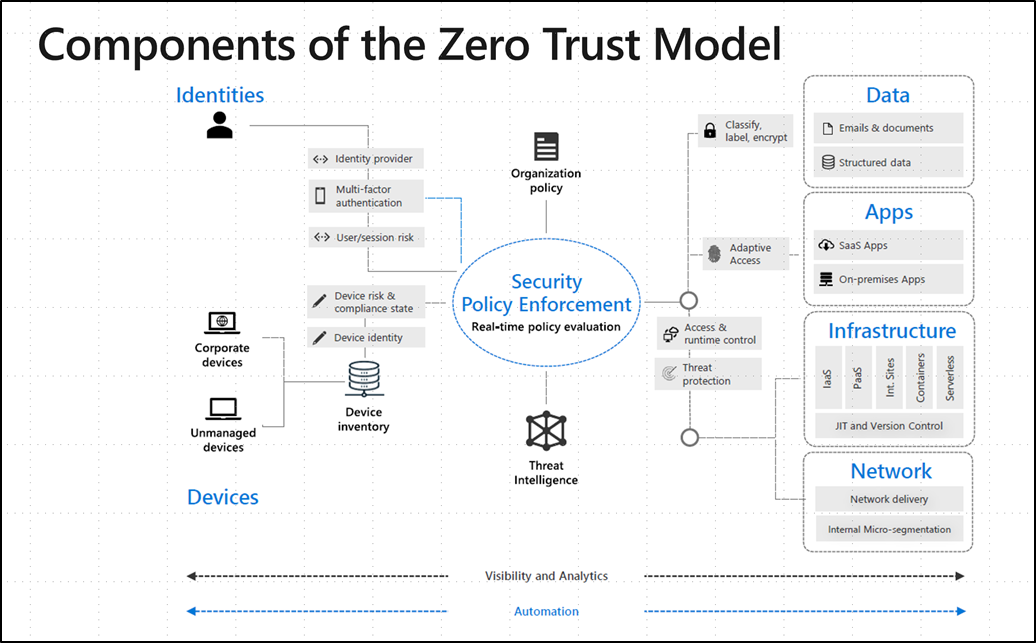 Components of the Zero Trust Model
Identities
Identity provider
Multi-factor
authentication
User/session risk
Device risk &
compliance state
Device identity
Corporate
devices
Unmanaged
devices
Device
inventory
Devices
Organization
policy
Security
Policy Enforcement
Real-time policy evaluation
Threat
Intelligence
Classify,
label, encrypt
Adaptive
Access
Access &
runtime control
Threat
protection
Data
Emails & documents
Structured data
Apps
SaaS Apps
On-premises Apps
Infrastructure
IaaS
PaaS
Int. Sites
Containers
Serverless
JIT and Version Control
Network
Network delivery
Internal Micro-segmentation
Visibility and Analytics
Automation